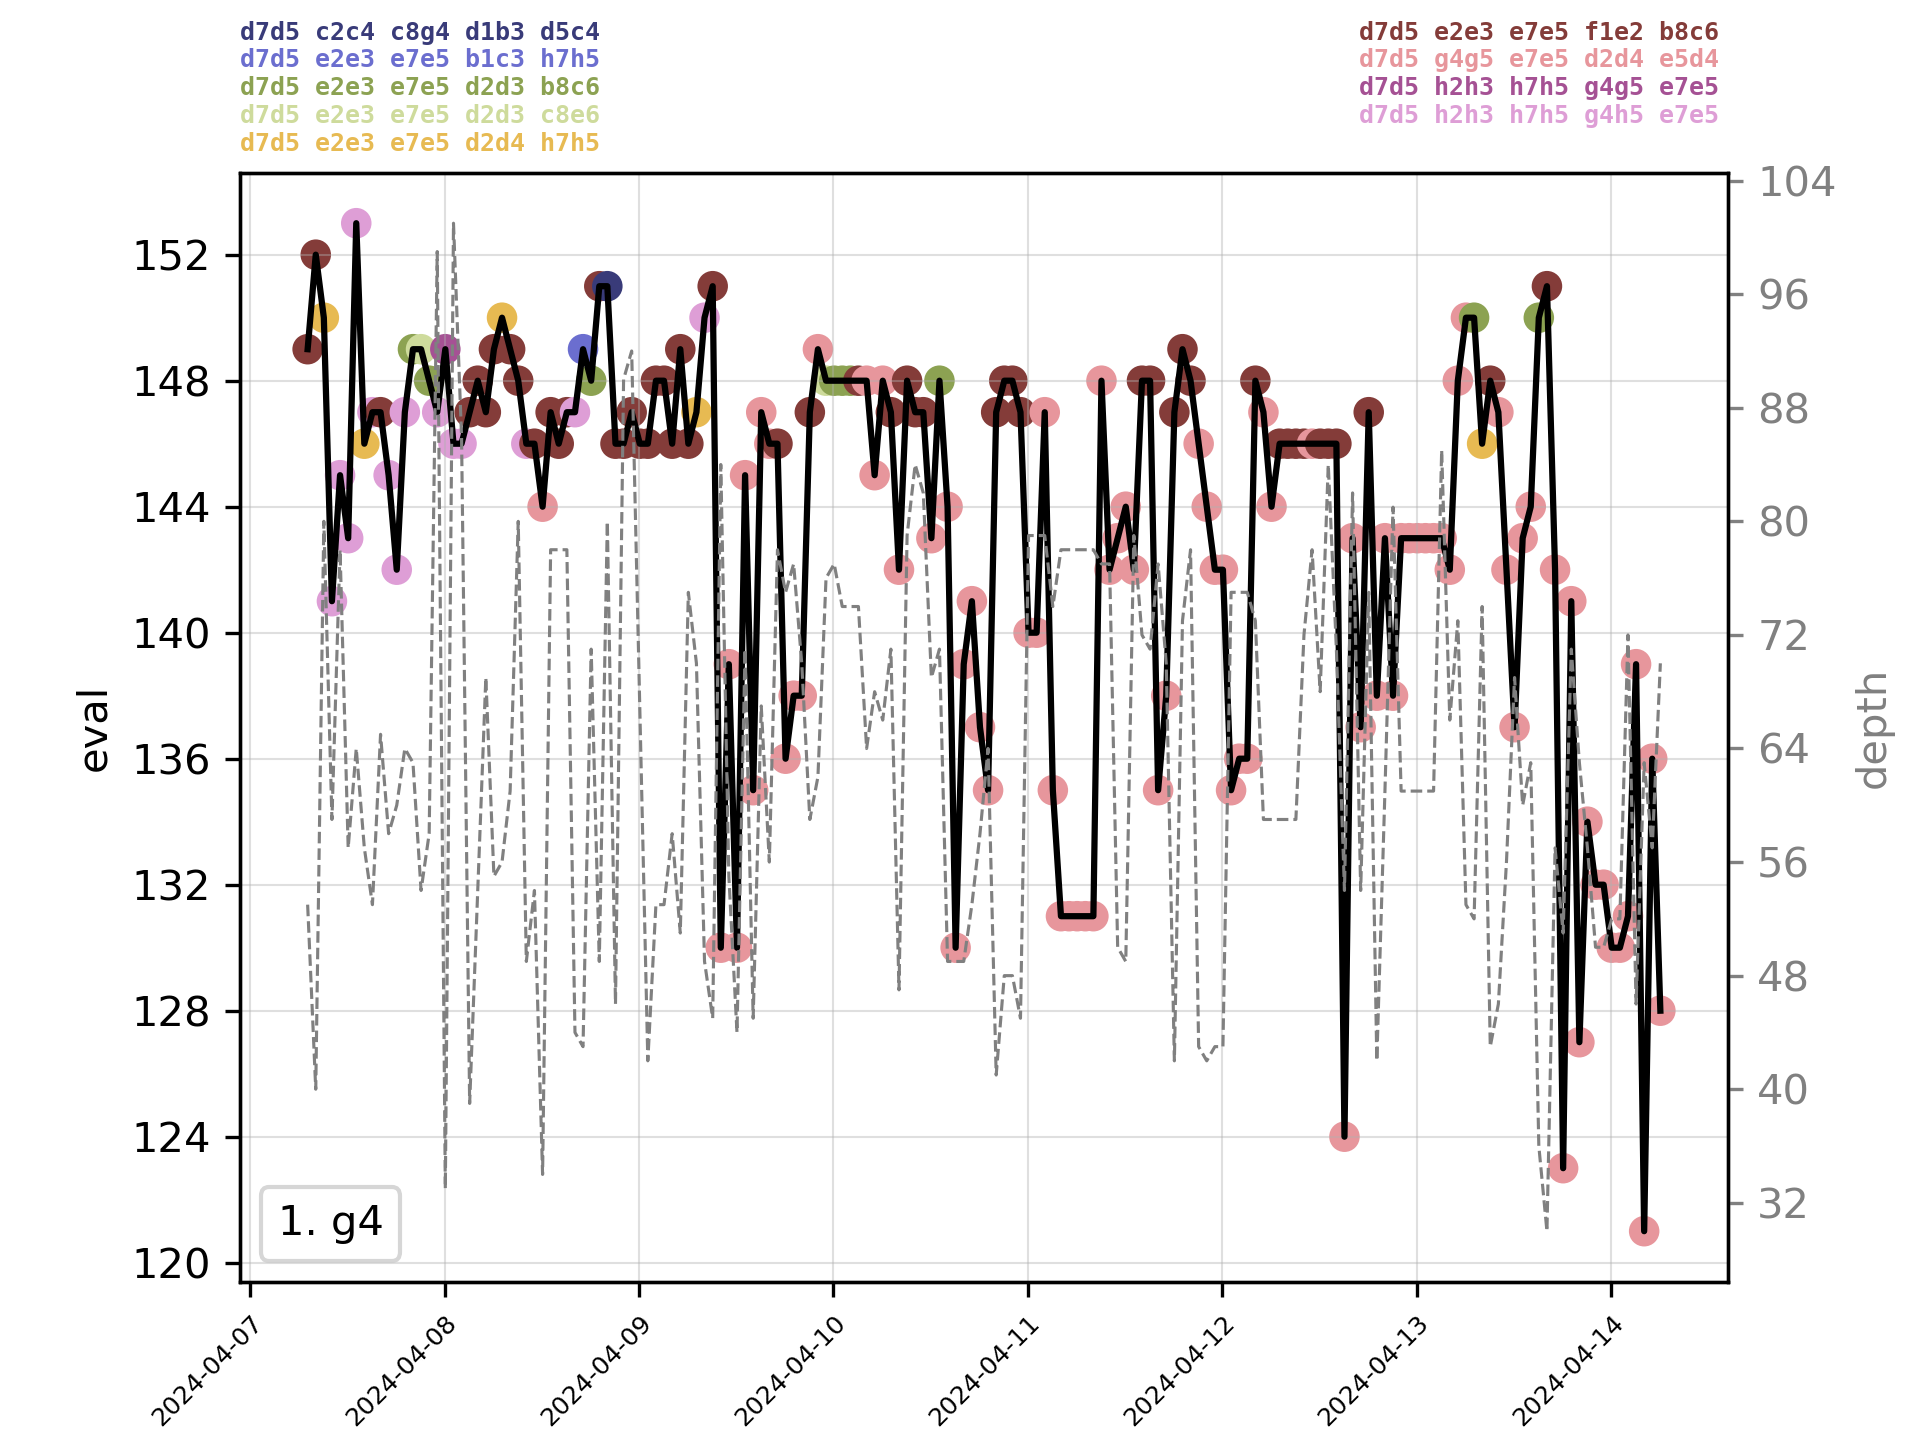 d7d5 c2c4 c8g4 d1b3 d5c4
d7d5 e2e3 e7e5 b1c3 h7h5
d7d5 e2e3 e7e5 d2d3 b8c6
d7d5 e2e3 e7e5 d2d3 c8e6
d7d5 e2e3 e7e5 d2d4 h7h5
d7d5 e2e3 e7e5 f1e2 b8c6
d7d5 g4g5 e7e5 d2d4 e5d4
d7d5 h2h3 h7h5 g4g5 e7e5
d7d5 h2h3 h7h5 g4h5 e7e5
eval
152
148
144
140
136
132
128
124
120
1. g4
104
96
88
80
72
64
56
48
40
32
depth
2024-04-07
2024-04-08
2024-04-09
2024-04-10
2024-04-11
2024-04-12
2024-04-13
2024-04-14